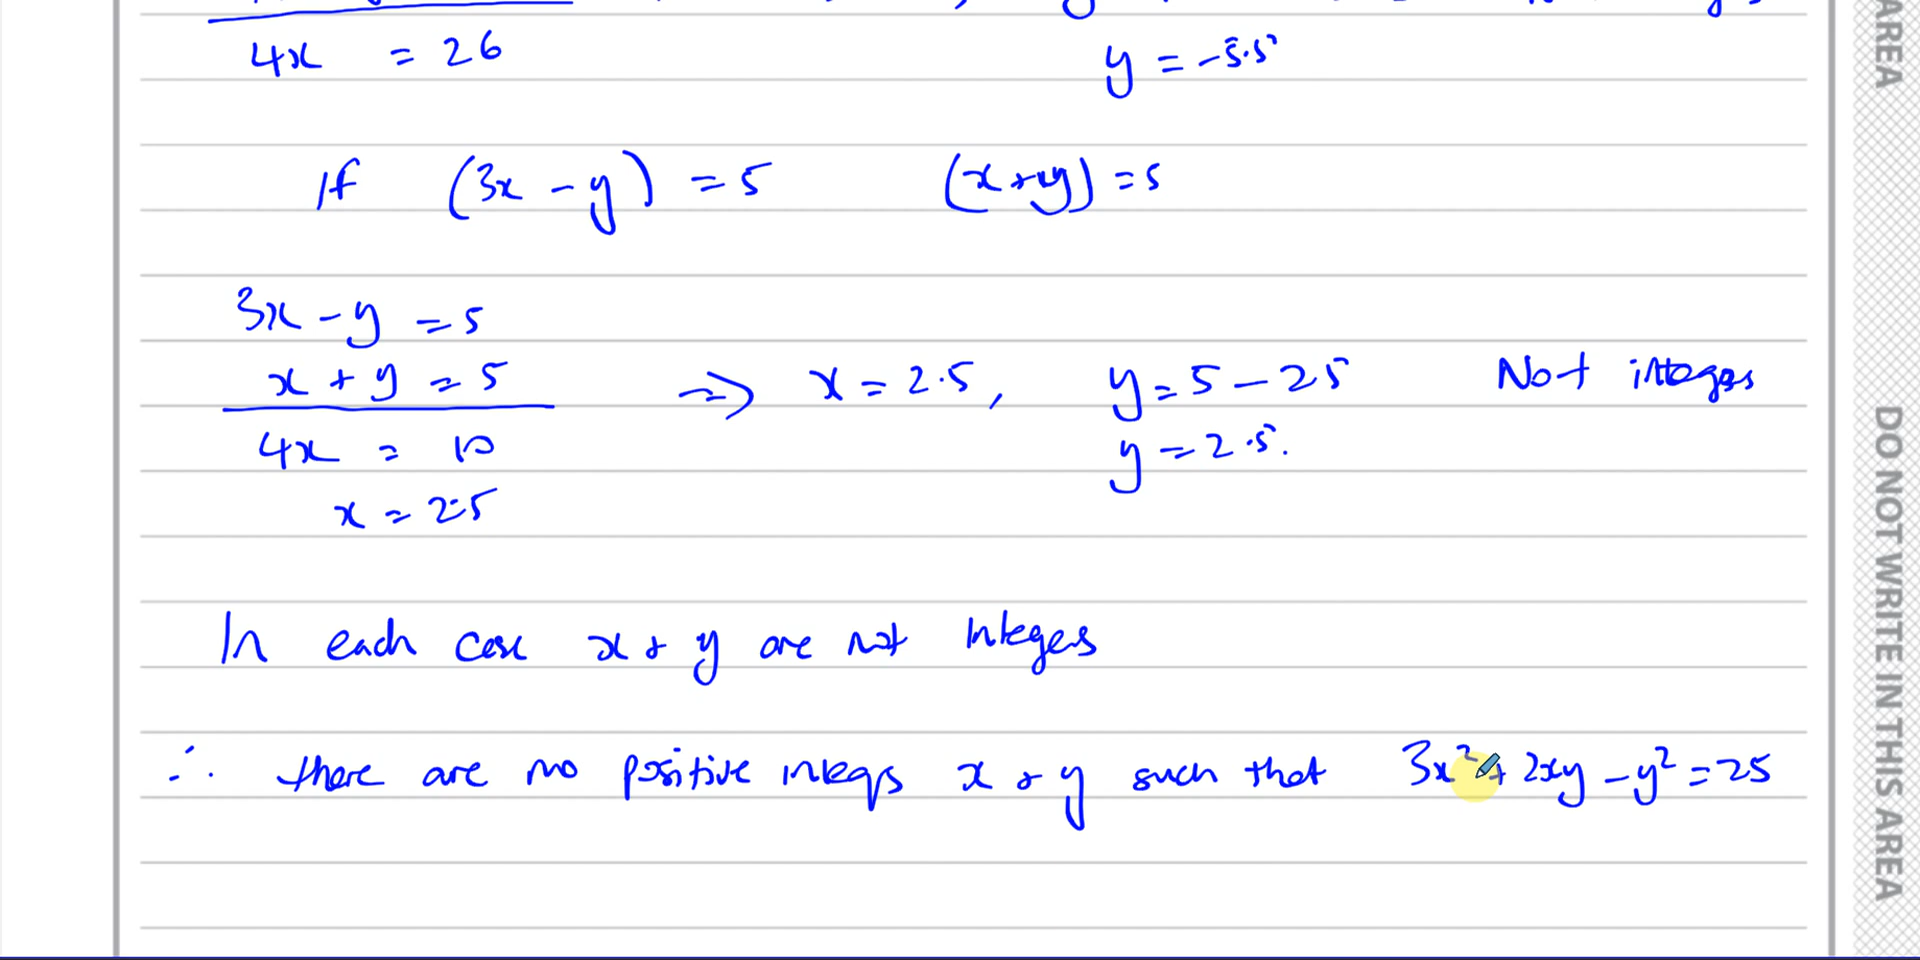 4x = 26
y = -5.5
If (3x - y) = 5 (x+y) = 5
3x - y = 5
x + y = 5 => x = 2.5, y = 5 - 2.5 Not integers
4x = 10 y = 2.5.
x = 2.5
In each case x + y are not Integers
∴ there are no positive integs x + y such that 3x² + 2xy - y² = 25
AREA
DO NOT WRITE IN THIS AREA